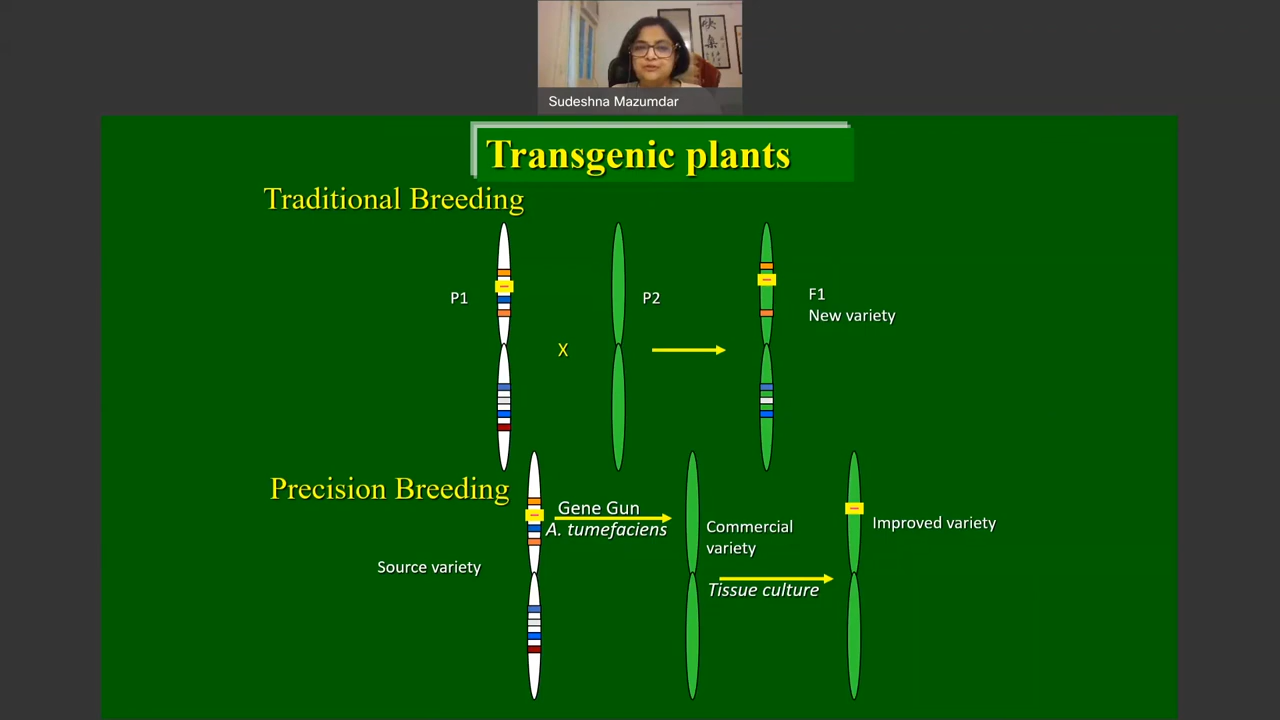 Sudeshna Mazumdar
Transgenic plants
Traditional Breeding
P1
X
P2
F1
New variety
Precision Breeding
Source variety
Gene Gun
A. tumefaciens
Commercial
variety
Tissue culture
Improved variety